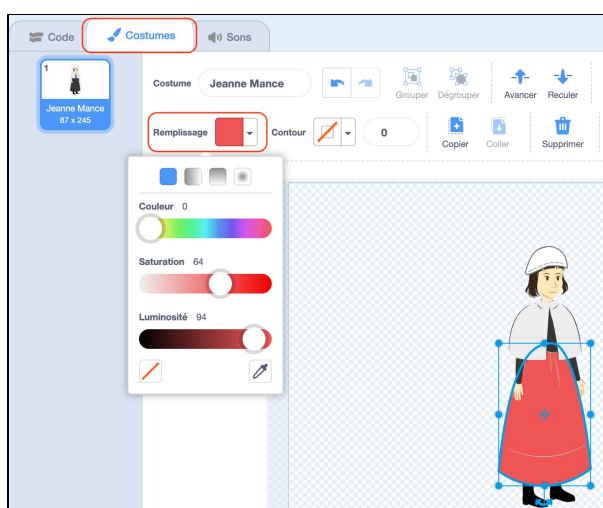 Code Costumes Sons
1
Jeanne Mance
87 x 245
Costume Jeanne Mance Grouper Dégrouper Avancer Reculer
Remplissage Contour 0 Copier Coller Supprimer
Couleur 0
Saturation 64
Luminosité 94